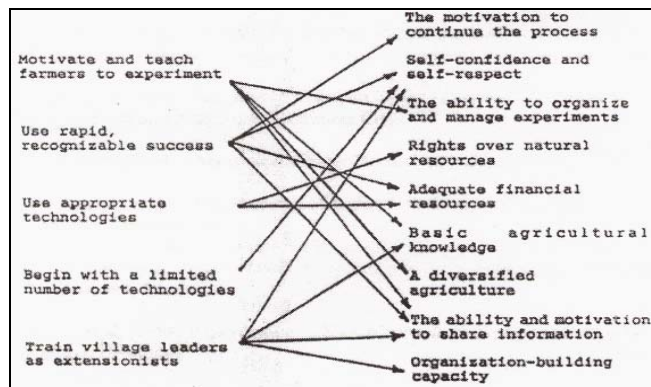 Motivate and teach
farmers to experiment
Use rapid,
recognizable success
Use appropriate
technologies
Begin with a limited
number of technologies
Train village leaders
as extensionists
The motivation to
continue the process
Self-confidence and
self-respect
The ability to organize
and manage experiments
Rights over natural
resources
Adequate financial
resources
Basic agricultural
knowledge
A diversified
agriculture
The ability and motivation
to share information
Organization-building
capacity